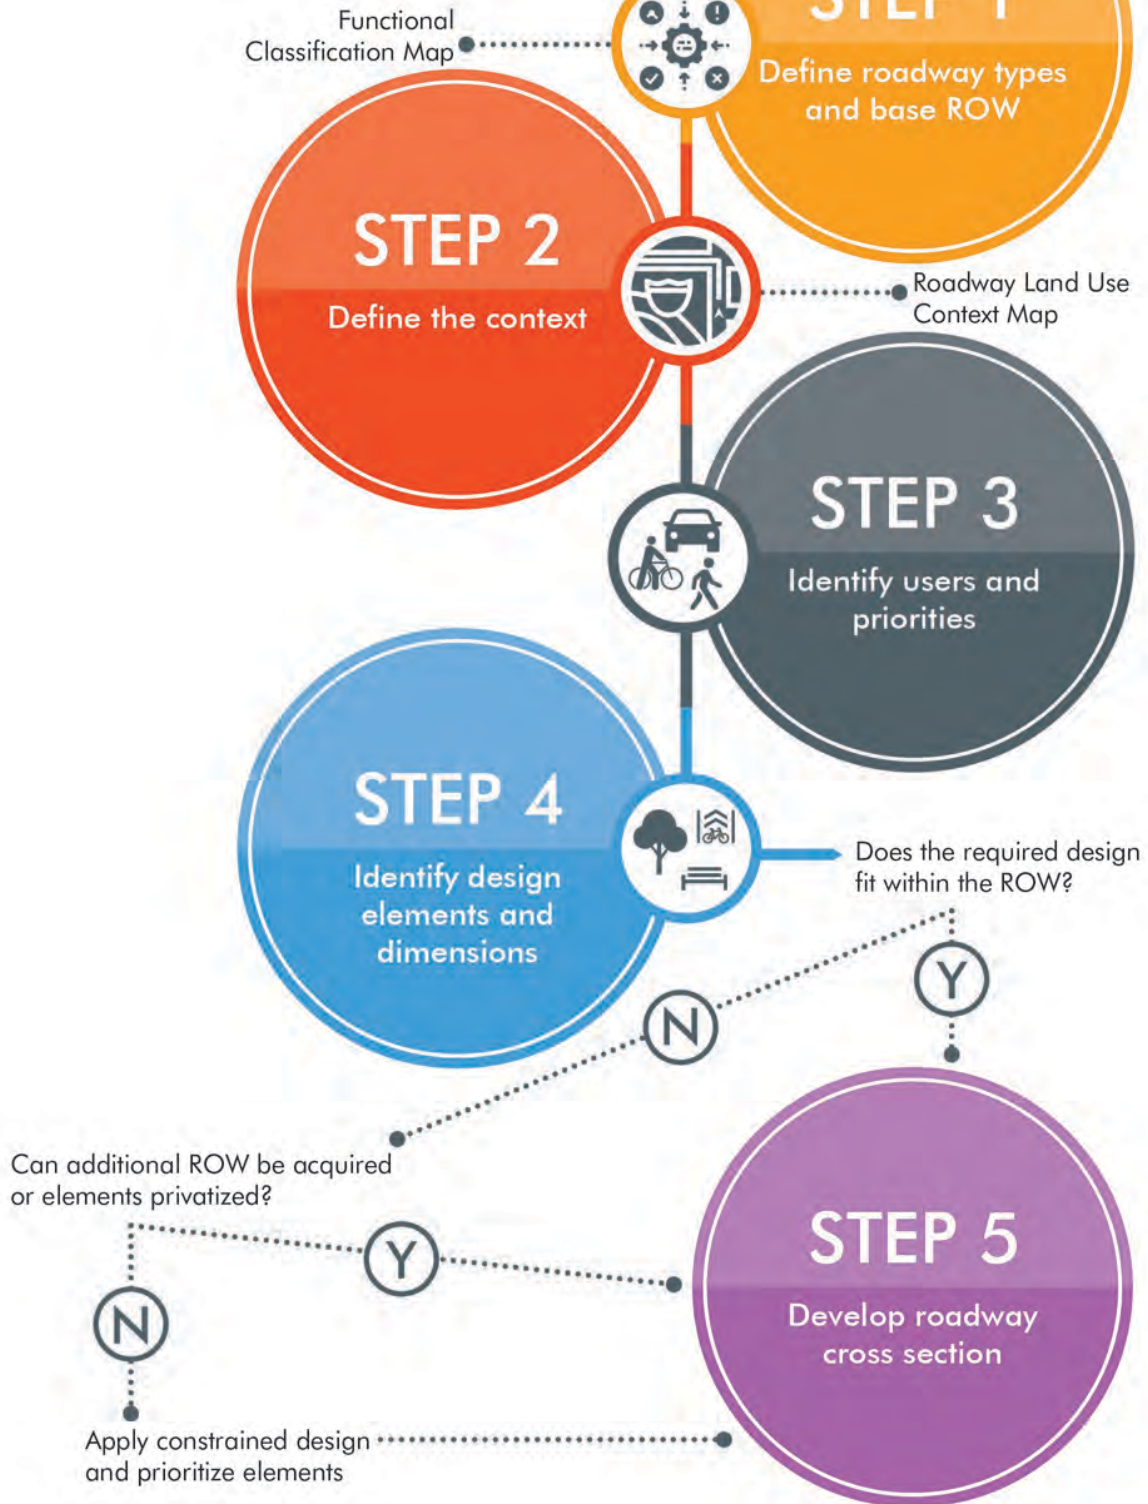 STEP 1
Functional
Classification Map
Define roadway types
and base ROW
STEP 2
Define the context
Roadway Land Use
Context Map
STEP 3
Identify users and
priorities
STEP 4
Identify design
elements and
dimensions
Does the required design
fit within the ROW?
Y
N
Can additional ROW be acquired
or elements privatized?
Y
N
STEP 5
Develop roadway
cross section
Apply constrained design
and prioritize elements